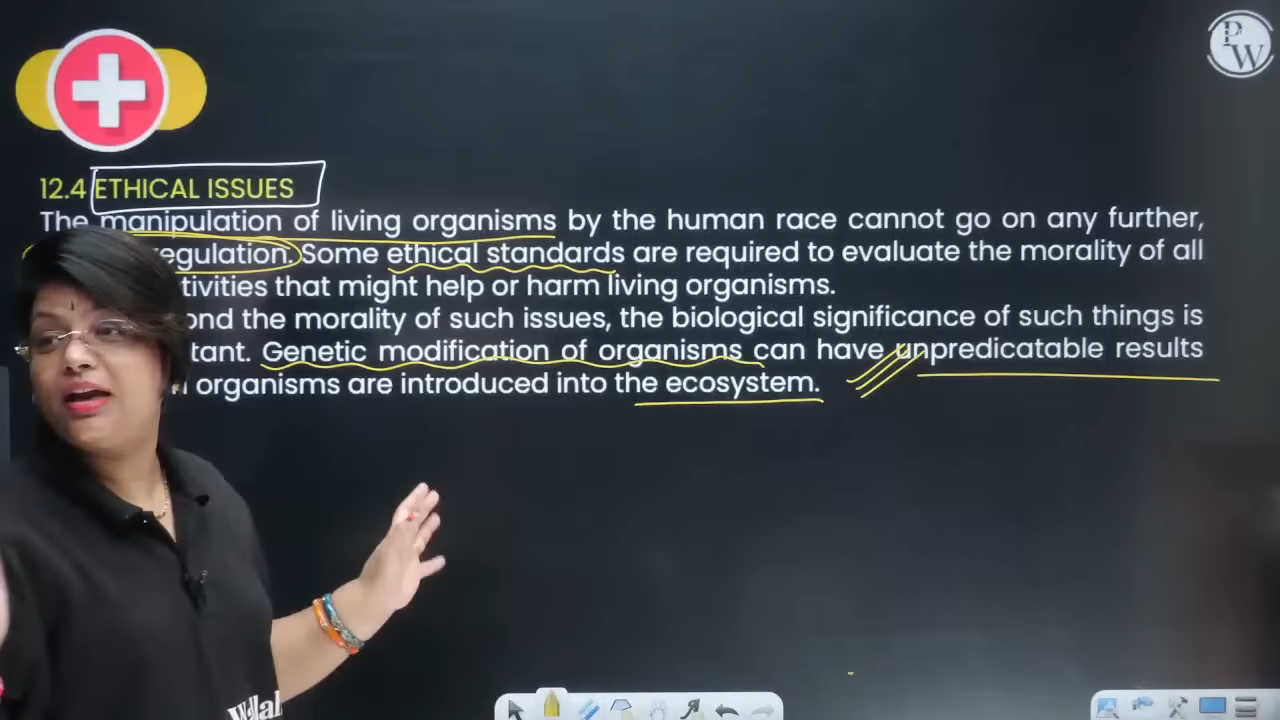 PW
12.4 ETHICAL ISSUES
The manipulation of living organisms by the human race cannot go on any further,
regulation. Some ethical standards are required to evaluate the morality of all
tivities that might help or harm living organisms.
ond the morality of such issues, the biological significance of such things is
tant. Genetic modification of organisms can have unpredicatable results
organisms are introduced into the ecosystem.